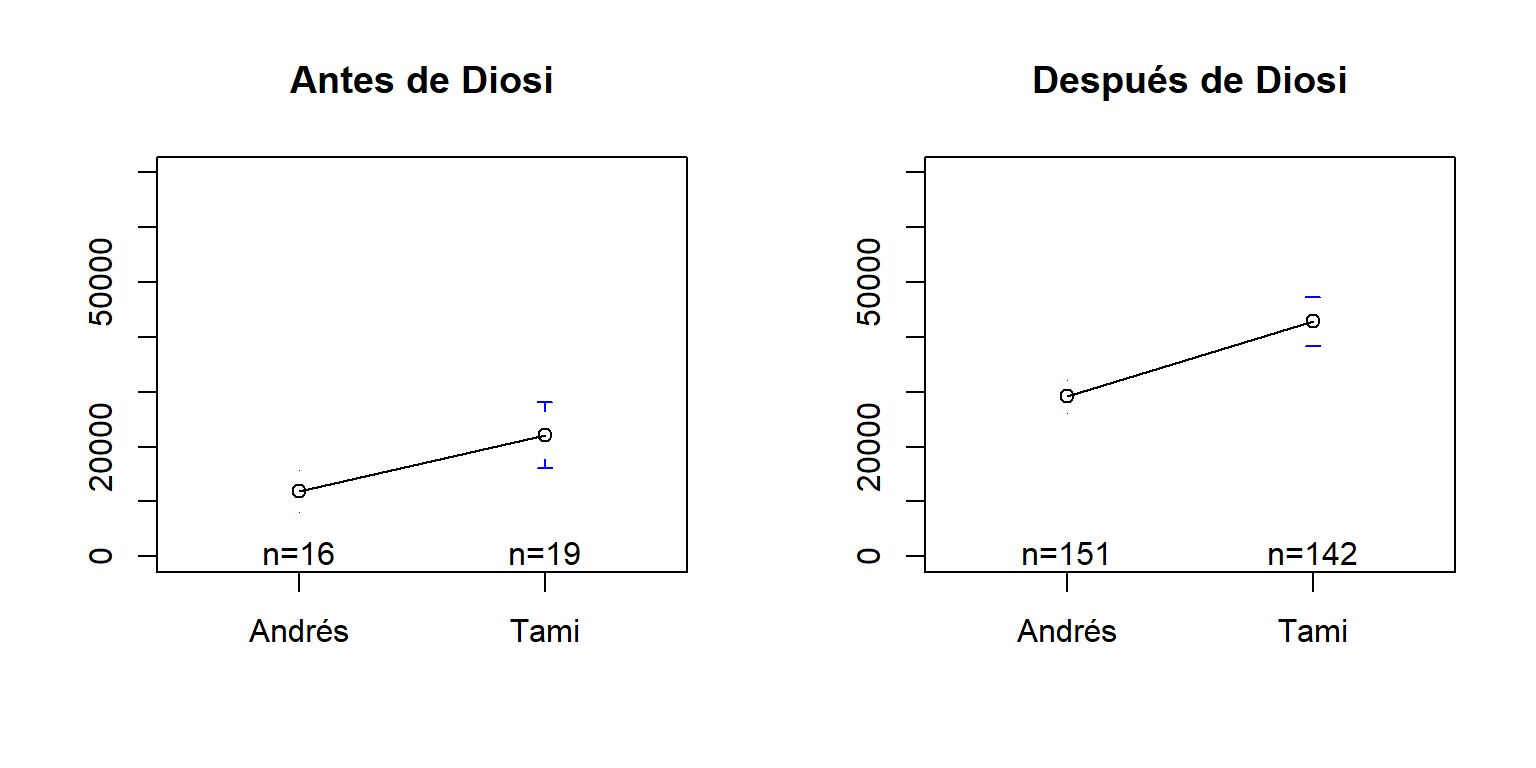 Antes de Diosi
50000
20000
0
n=16
n=19
Andrés
Tami
Después de Diosi
50000
20000
0
n=151
n=142
Andrés
Tami